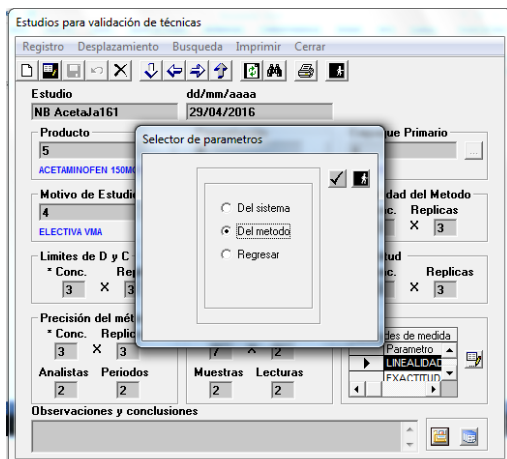 Estudios para validación de técnicas
Registro Desplazamiento Busqueda Imprimir Cerrar
Estudio dd/mm/aaaa
NB AcetaJa161 29/04/2016
Producto
que Primario
5
ACETAMINOFEN 150M
Selector de parametros
Del sistema
Del metodo
Regresar
Motivo de Estudi
dad del Metodo
c. Replicas
4 X 3
ELECTIVA VMA
Limites de D y C
ud
* Conc. Rep
c. Replicas
3 X 3 X 3
Precisión del mét
* Conc. Replic
des de medida
3 X 3 7 X 2
Parametro
LINEALIDAD
EXACTITUD
Analistas Periodos Muestras Lecturas
2 2 2 2
Observaciones y conclusiones